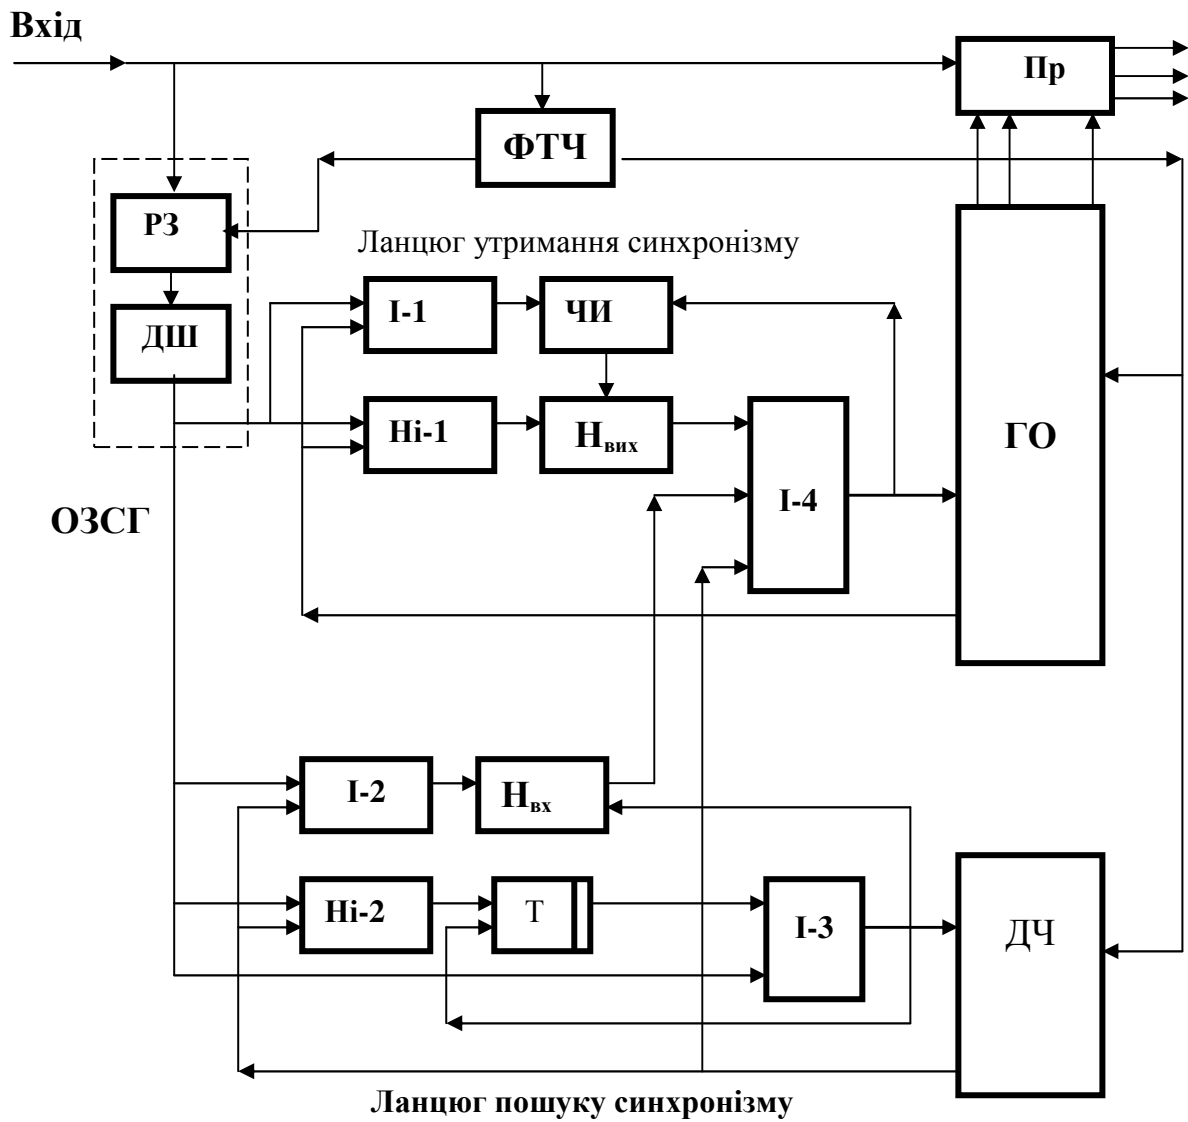 Вхід
Пр
ФТЧ
РЗ
Ланцюг утримання синхронізму
І-1
ЧИ
ДШ
Ні-1
Нвих
ГО
І-4
ОЗСГ
І-2
Нвх
Ні-2
Т
І-3
ДЧ
Ланцюг пошуку синхронізму